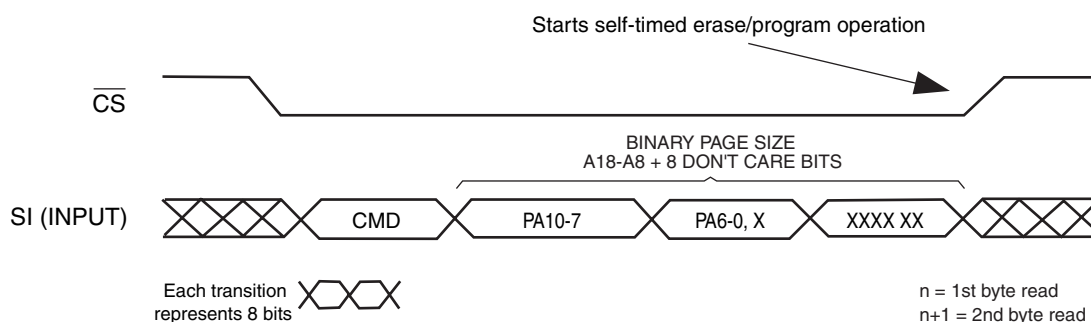 Starts self-timed erase/program operation
CS
BINARY PAGE SIZE
A18-A8 + 8 DON'T CARE BITS
SI (INPUT)
CMD
PA10-7
PA6-0, X
XXXX XX
Each transition
represents 8 bits
n = 1st byte read
n+1 = 2nd byte read